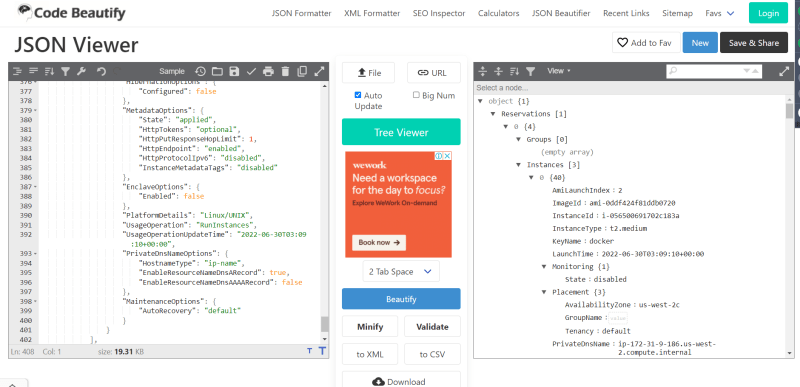 Code Beautify
JSON Formatter XML Formatter SEO Inspector Calculators JSON Beautifier Recent Links Sitemap Favs Login
JSON Viewer
Add to Fav New Save & Share
Sample
376 "HibernationOptions": {
377 "Configured": false
378 },
379 "MetadataOptions": {
380 "State": "applied",
381 "HttpTokens": "optional",
382 "HttpPutResponseHopLimit": 1,
383 "HttpEndpoint": "enabled",
384 "HttpProtocolIpv6": "disabled",
385 "InstanceMetadataTags": "disabled"
386 },
387 "EnclaveOptions": {
388 "Enabled": false
389 },
390 "PlatformDetails": "Linux/UNIX",
391 "UsageOperation": "RunInstances",
392 "UsageOperationUpdateTime": "2022-06-30T03:09
:10+00:00",
393 "PrivateDnsNameOptions": {
394 "HostnameType": "ip-name",
395 "EnableResourceNameDnsARecord": true,
396 "EnableResourceNameDnsAAAARecord": false
397 },
398 "MaintenanceOptions": {
399 "AutoRecovery": "default"
400 }
401 }
402 ],
Ln: 408 Col: 1 size: 19.31 KB
T T
File URL
Auto Update
Big Num
Tree Viewer
wework
Need a workspace
for the day to focus?
Explore WeWork On-demand
Book now
2 Tab Space
Beautify
Minify Validate
to XML to CSV
Download
View
Select a node...
object {1}
Reservations [1]
0 {4}
Groups [0]
(empty array)
Instances [3]
0 {40}
AmiLaunchIndex : 2
ImageId : ami-0ddf424f81ddb0720
InstanceId : i-056500691702c183a
InstanceType : t2.medium
KeyName : docker
LaunchTime : 2022-06-30T03:09:10+00:00
Monitoring {1}
State : disabled
Placement {3}
AvailabilityZone : us-west-2c
GroupName : value
Tenancy : default
PrivateDnsName : ip-172-31-9-186.us-west-
2.compute.internal